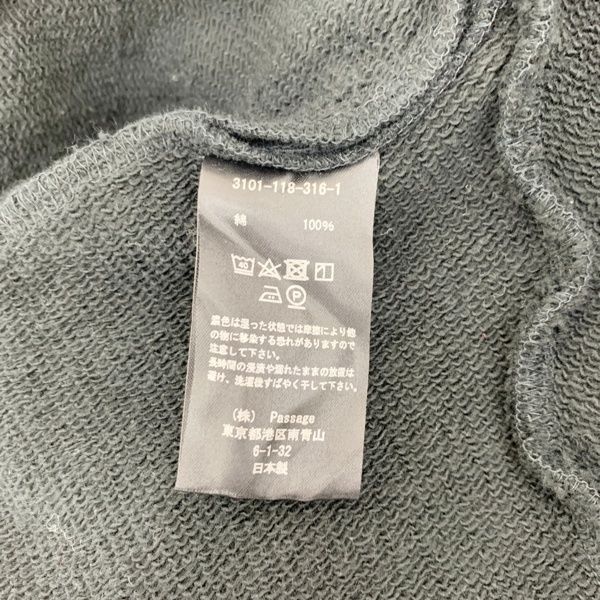 3101-118-316-1
綿 100%
40
P
濃色は湿った状態では摩擦により他
の物に移染する恐れがありますので
注意して下さい。
長時間の浸漬や濡れたままの放置は
避け、洗濯後すばやく干して下さい。
(株) Passage
東京都港区南青山
6-1-32
日本製